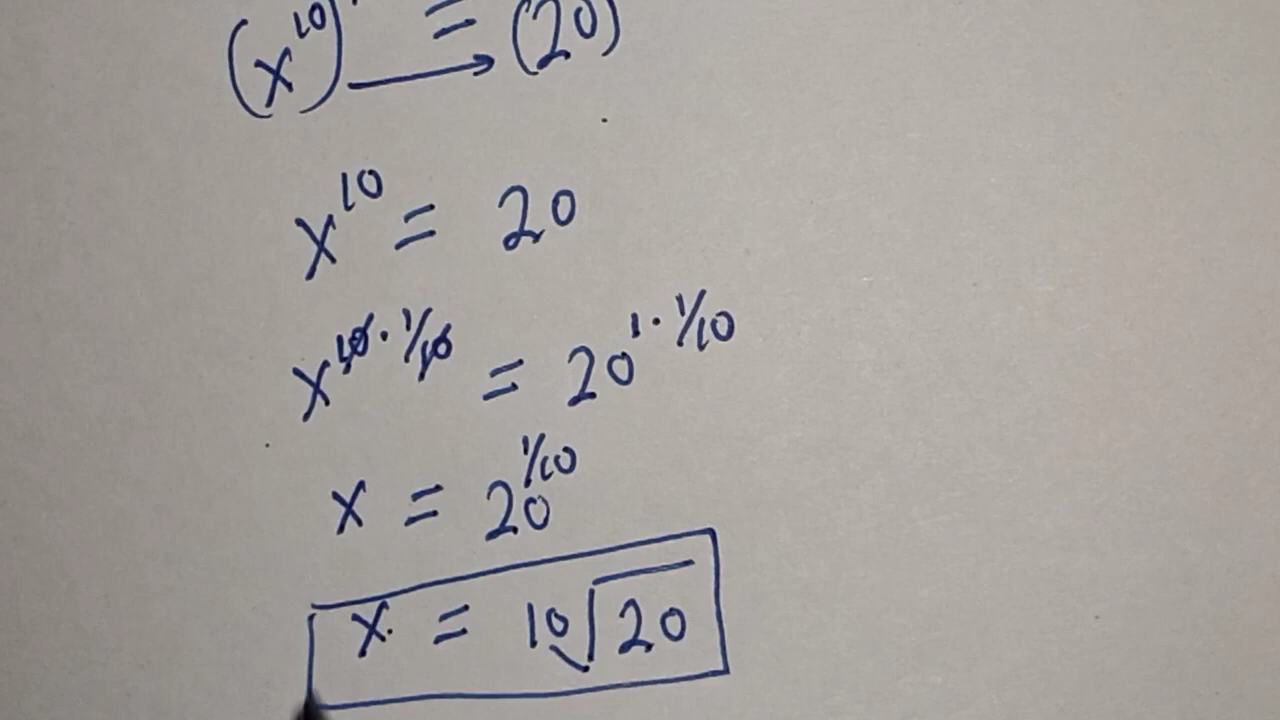 (x^10) = (20)
x^10 = 20
x^10·1/10 = 20^1·1/10
x = 20^1/10
x = 10√20